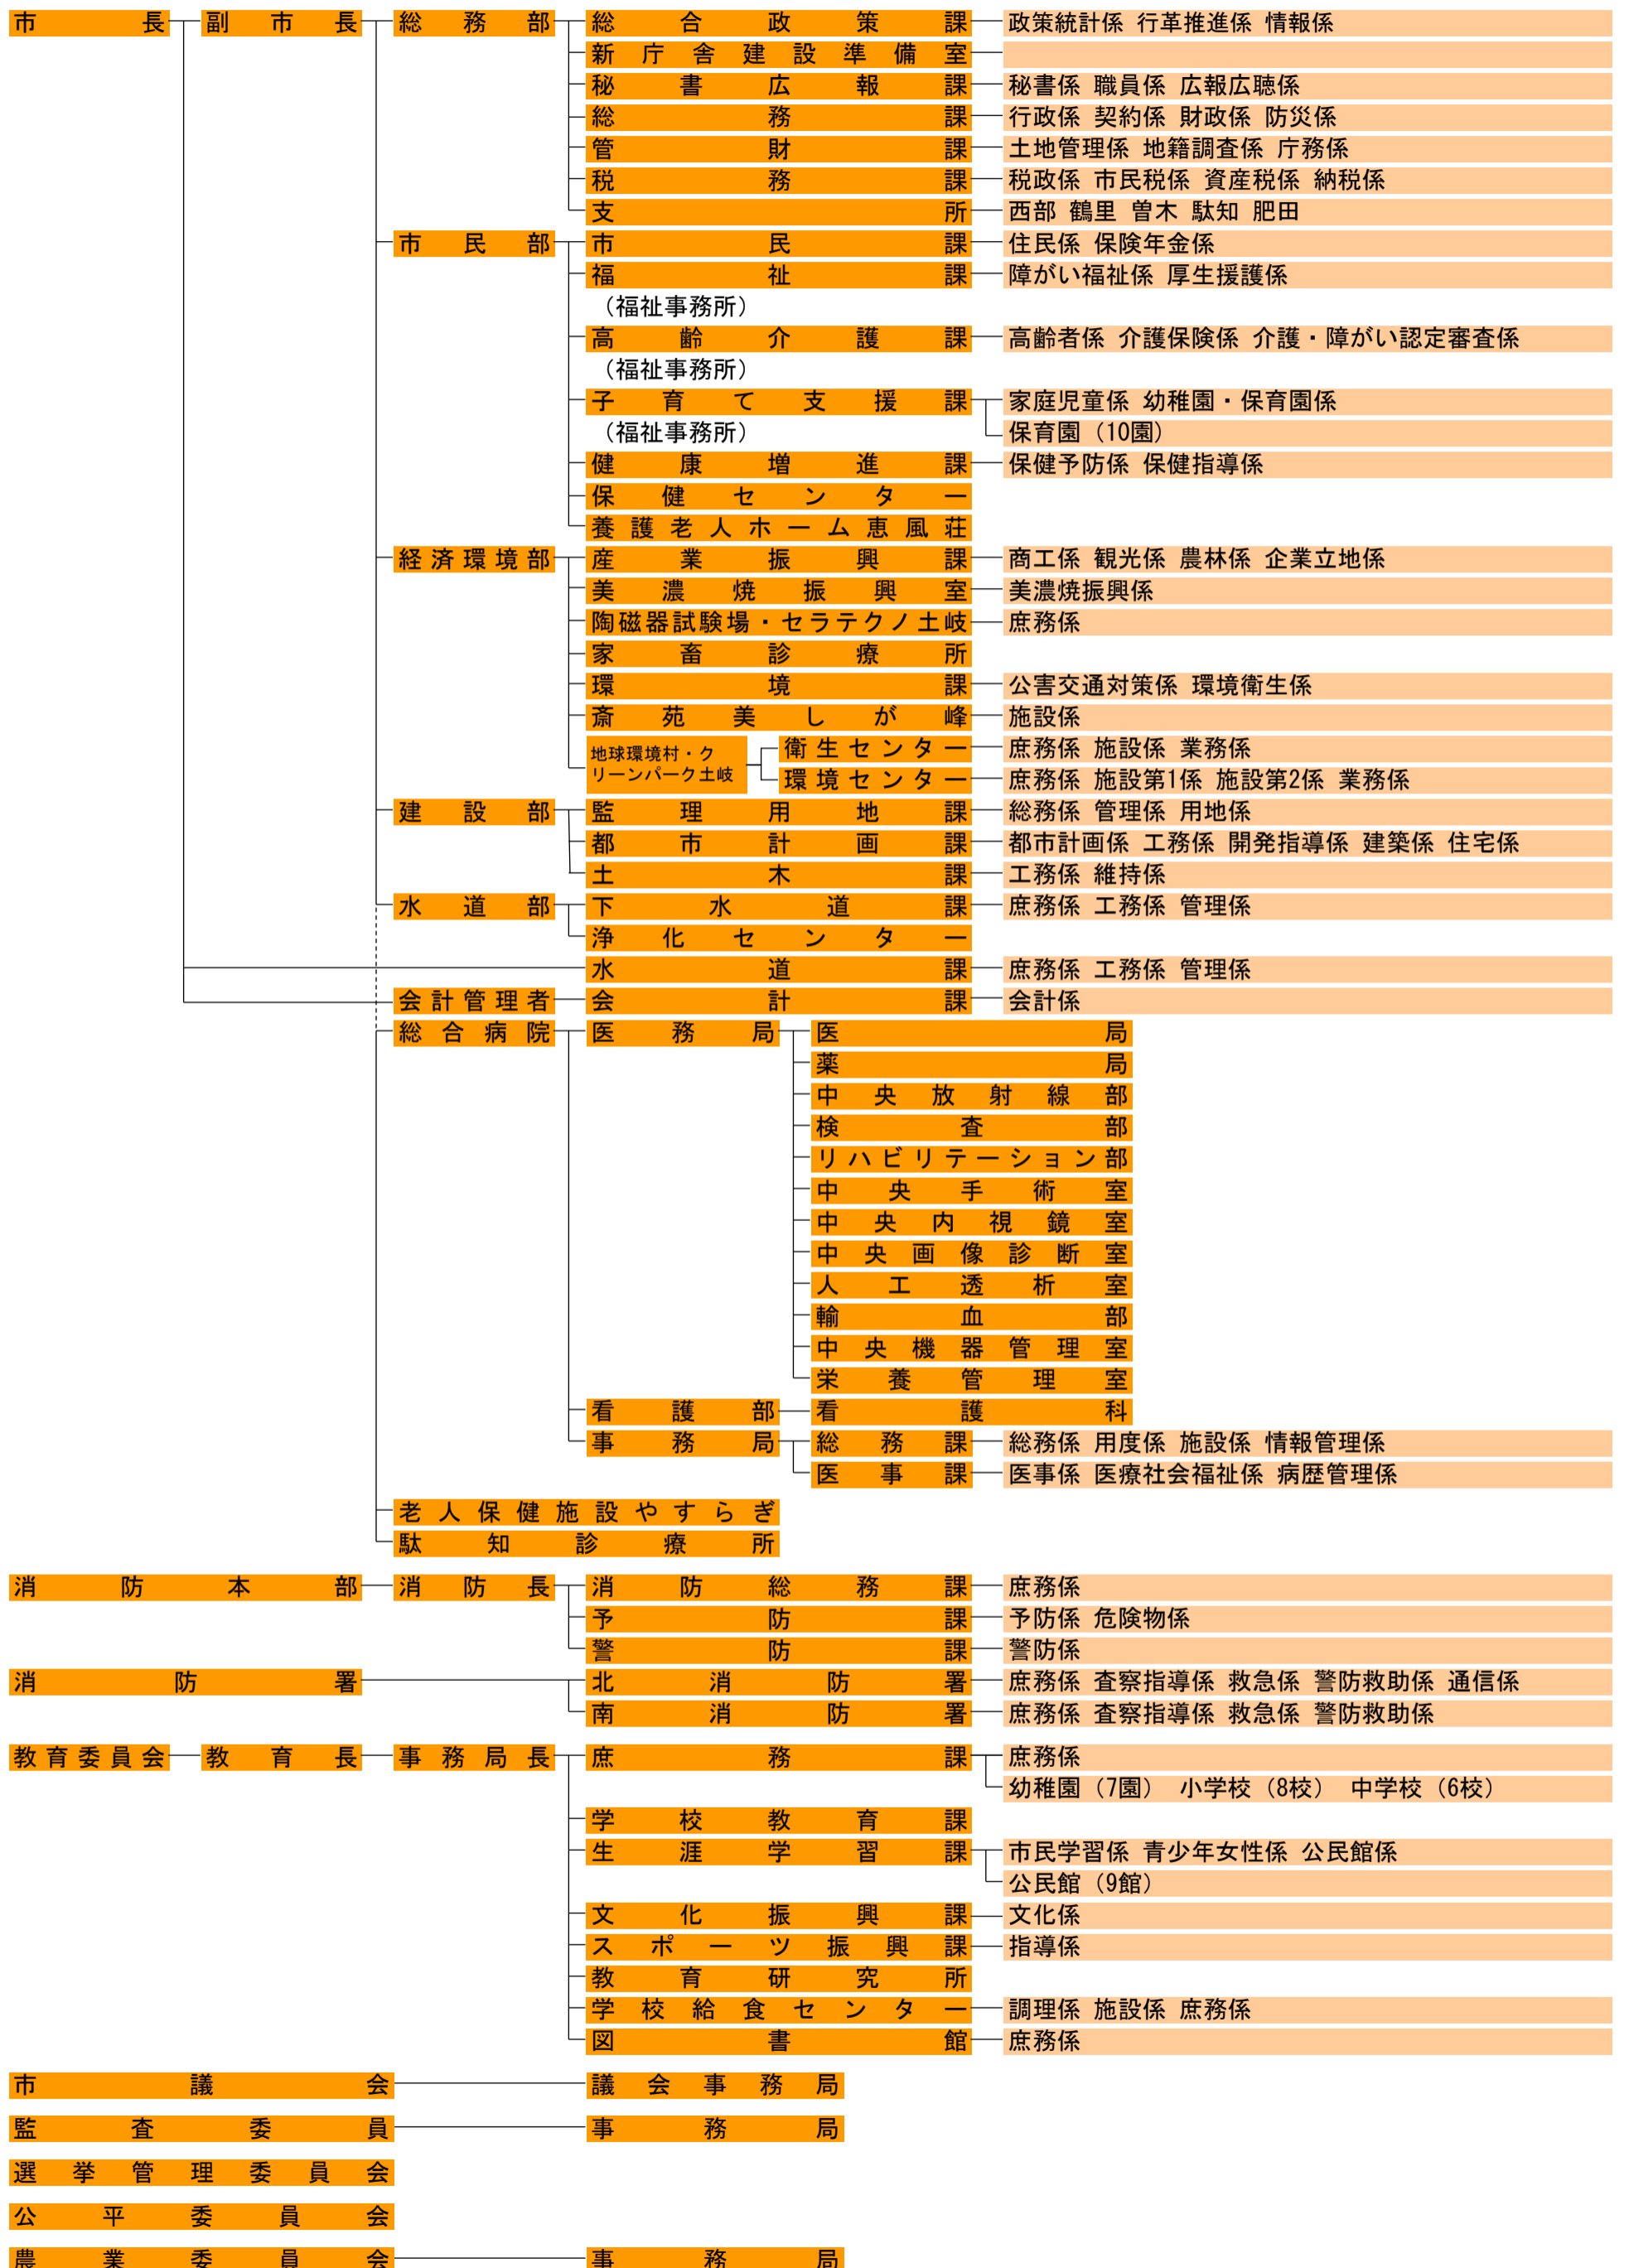 市長 副市長 総務部 総合政策課 政策統計係 行革推進係 情報係
新庁舎建設準備室
秘書広報課 秘書係 職員係 広報広聴係
総務課 行政係 契約係 財政係 防災係
管財課 土地管理係 地籍調査係 庁務係
税務課 税政係 市民税係 資産税係 納税係
支所 西部 鶴里 曽木 駄知 肥田
市民部 市民課 住民係 保険年金係
福祉課 障がい福祉係 厚生援護係
（福祉事務所）
高齢介護課 高齢者係 介護保険係 介護・障がい認定審査係
（福祉事務所）
子育て支援課 家庭児童係 幼稚園・保育園係
（福祉事務所） 保育園（10園）
健康増進課 保健予防係 保健指導係
保健センター
養護老人ホーム恵風荘
経済環境部 産業振興課 商工係 観光係 農林係 企業立地係
美濃焼振興室 美濃焼振興係
陶磁器試験場・セラテクノ土岐 庶務係
家畜診療所
環境課 公害交通対策係 環境衛生係
斎苑美しが峰 施設係
地球環境村・ク
リーンパーク土岐
衛生センター 庶務係 施設係 業務係
環境センター 庶務係 施設第1係 施設第2係 業務係
建設部 監理用地課 総務係 管理係 用地係
都市計画課 都市計画係 工務係 開発指導係 建築係 住宅係
土木課 工務係 維持係
水道部 下水道課 庶務係 工務係 管理係
浄化センター
水道課 庶務係 工務係 管理係
会計管理者 会計課 会計係
総合病院 医務局 医局
薬局
中央放射線部
検査部
リハビリテーション部
中央手術室
中央内視鏡室
中央画像診断室
人工透析室
輸血部
中央機器管理室
栄養管理室
看護部 看護科
事務局 総務課 総務係 用度係 施設係 情報管理係
医事課 医事係 医療社会福祉係 病歴管理係
老人保健施設やすらぎ
駄知診療所
消防本部 消防長 消防総務課 庶務係
予防課 予防係 危険物係
警防課 警防係
消防署 北消防署 庶務係 査察指導係 救急係 警防救助係 通信係
南消防署 庶務係 査察指導係 救急係 警防救助係
教育委員会 教育長 事務局長 庶務課 庶務係
幼稚園（7園） 小学校（8校） 中学校（6校）
学校教育課
生涯学習課 市民学習係 青少年女性係 公民館係
公民館（9館）
文化振興課 文化係
スポーツ振興課 指導係
教育研究所
学校給食センター 調理係 施設係 庶務係
図書館 庶務係
市議会 議会事務局
監査委員 事務局
選挙管理委員会
公平委員会
農業委員会 事務局